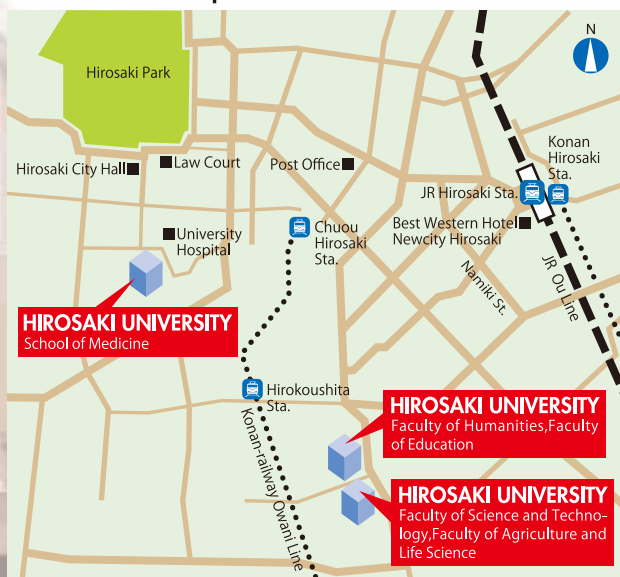 N
Hirosaki Park
Konan
Hirosaki
Sta.
Hirosaki City Hall
Law Court
Post Office
JR Hirosaki Sta.
Best Western Hotel
Newcity Hirosaki
University
Hospital
Chuou
Hirosaki
Sta.
Namiki St.
JR Ou Line
HIROSAKI UNIVERSITY
School of Medicine
Hirokoushita
Sta.
Konan-railway Owani Line
HIROSAKI UNIVERSITY
Faculty of Humanities,Faculty
of Education
HIROSAKI UNIVERSITY
Faculty of Science and Techno-
logy,Faculty of Agriculture and
Life Science